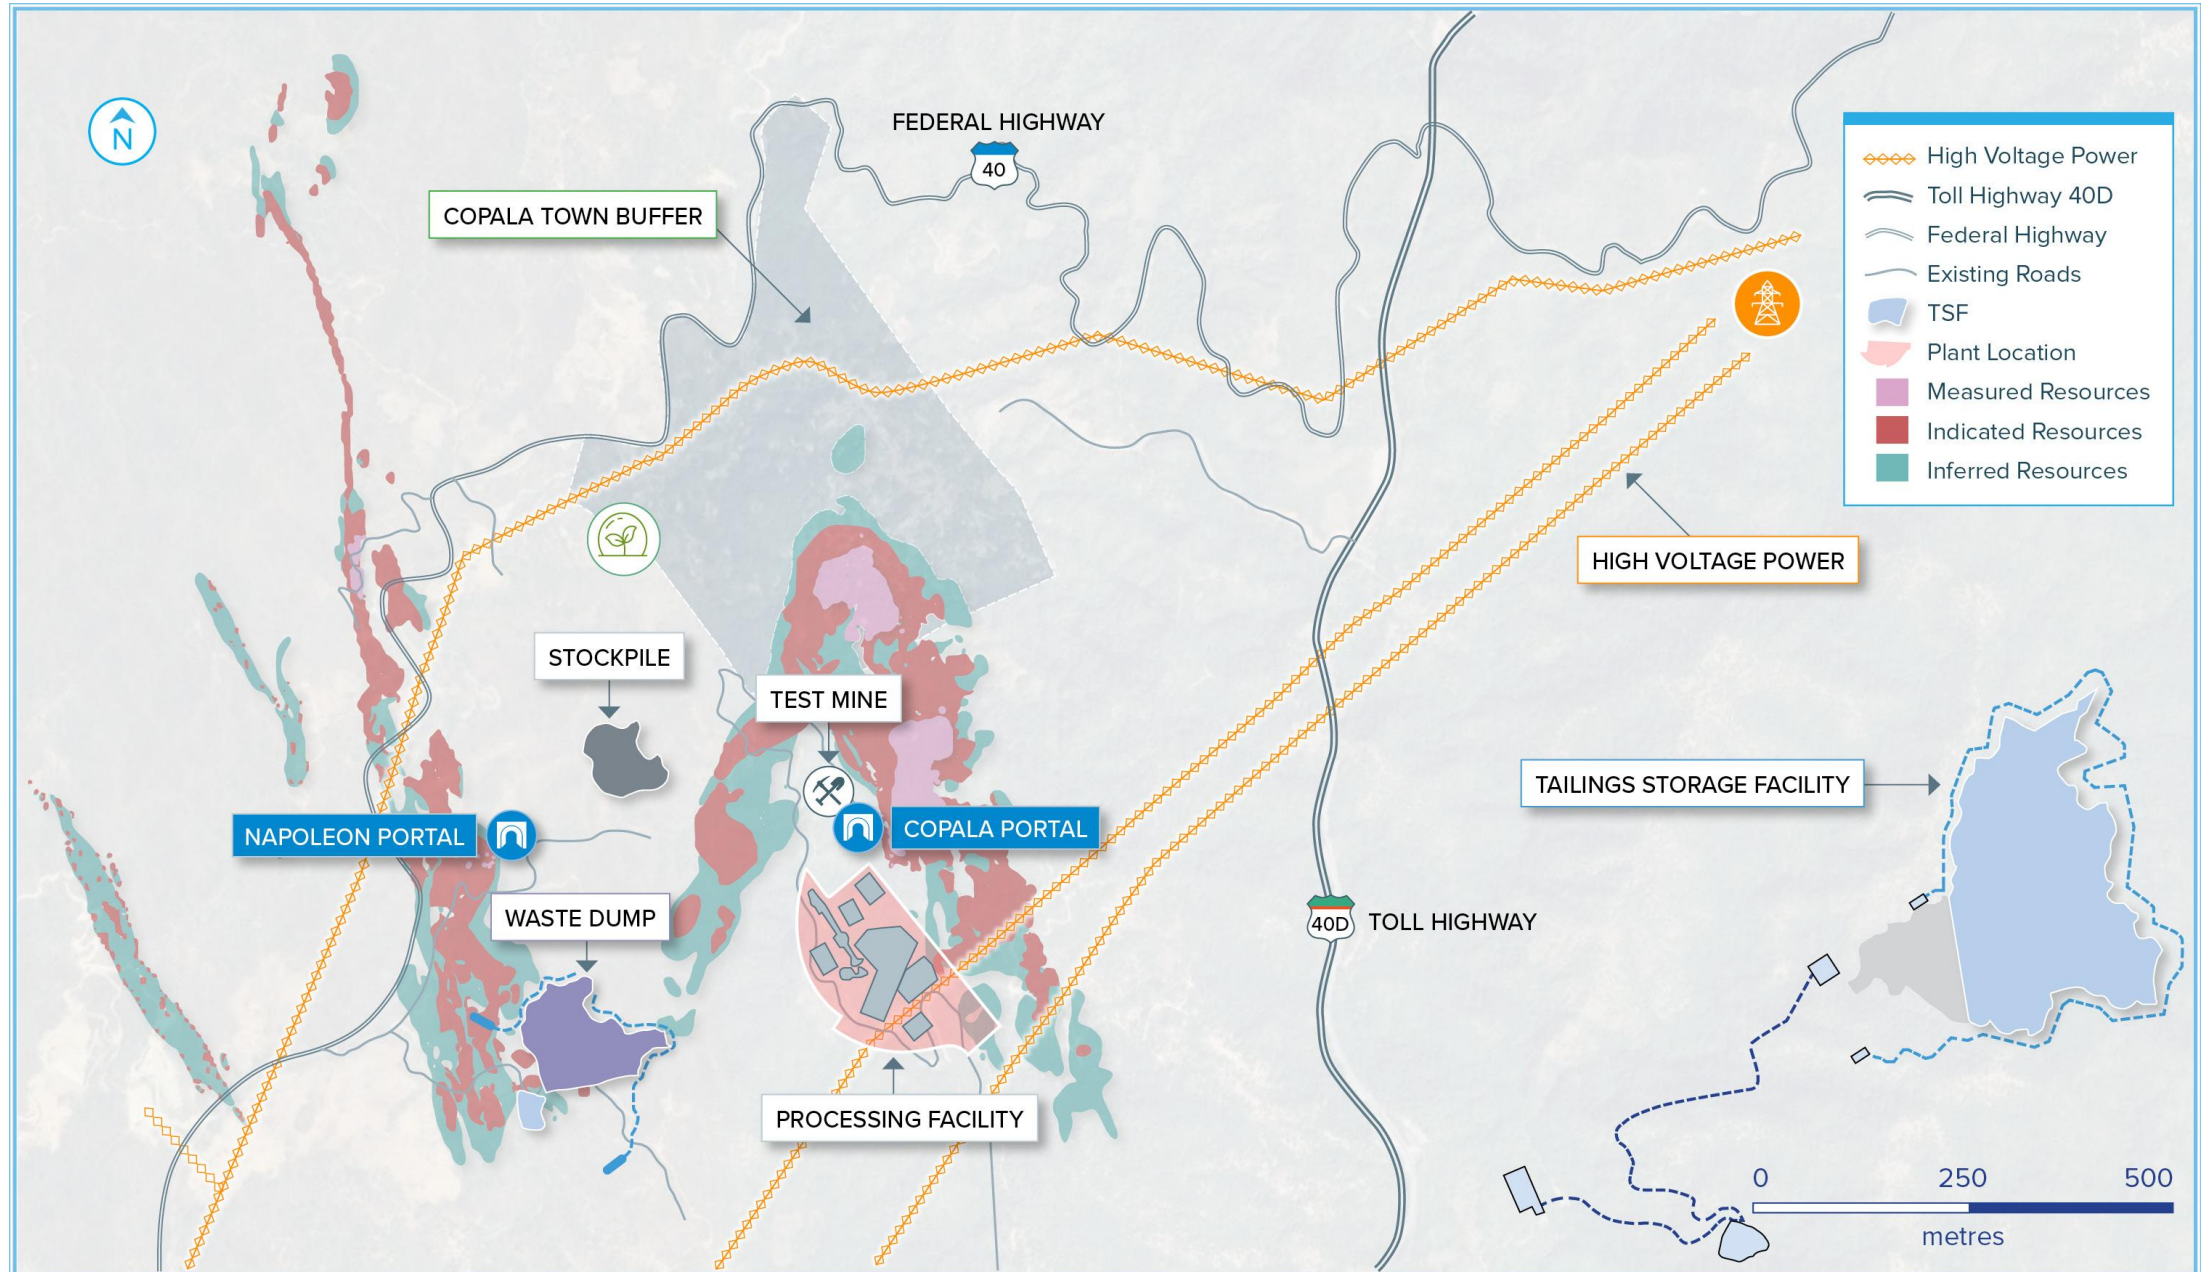 N
FEDERAL HIGHWAY
40
COPALA TOWN BUFFER
High Voltage Power
Toll Highway 40D
Federal Highway
Existing Roads
TSF
Plant Location
Measured Resources
Indicated Resources
Inferred Resources
HIGH VOLTAGE POWER
STOCKPILE
TEST MINE
TAILINGS STORAGE FACILITY
NAPOLEON PORTAL
COPALA PORTAL
WASTE DUMP
40D TOLL HIGHWAY
PROCESSING FACILITY
0 250 500
metres